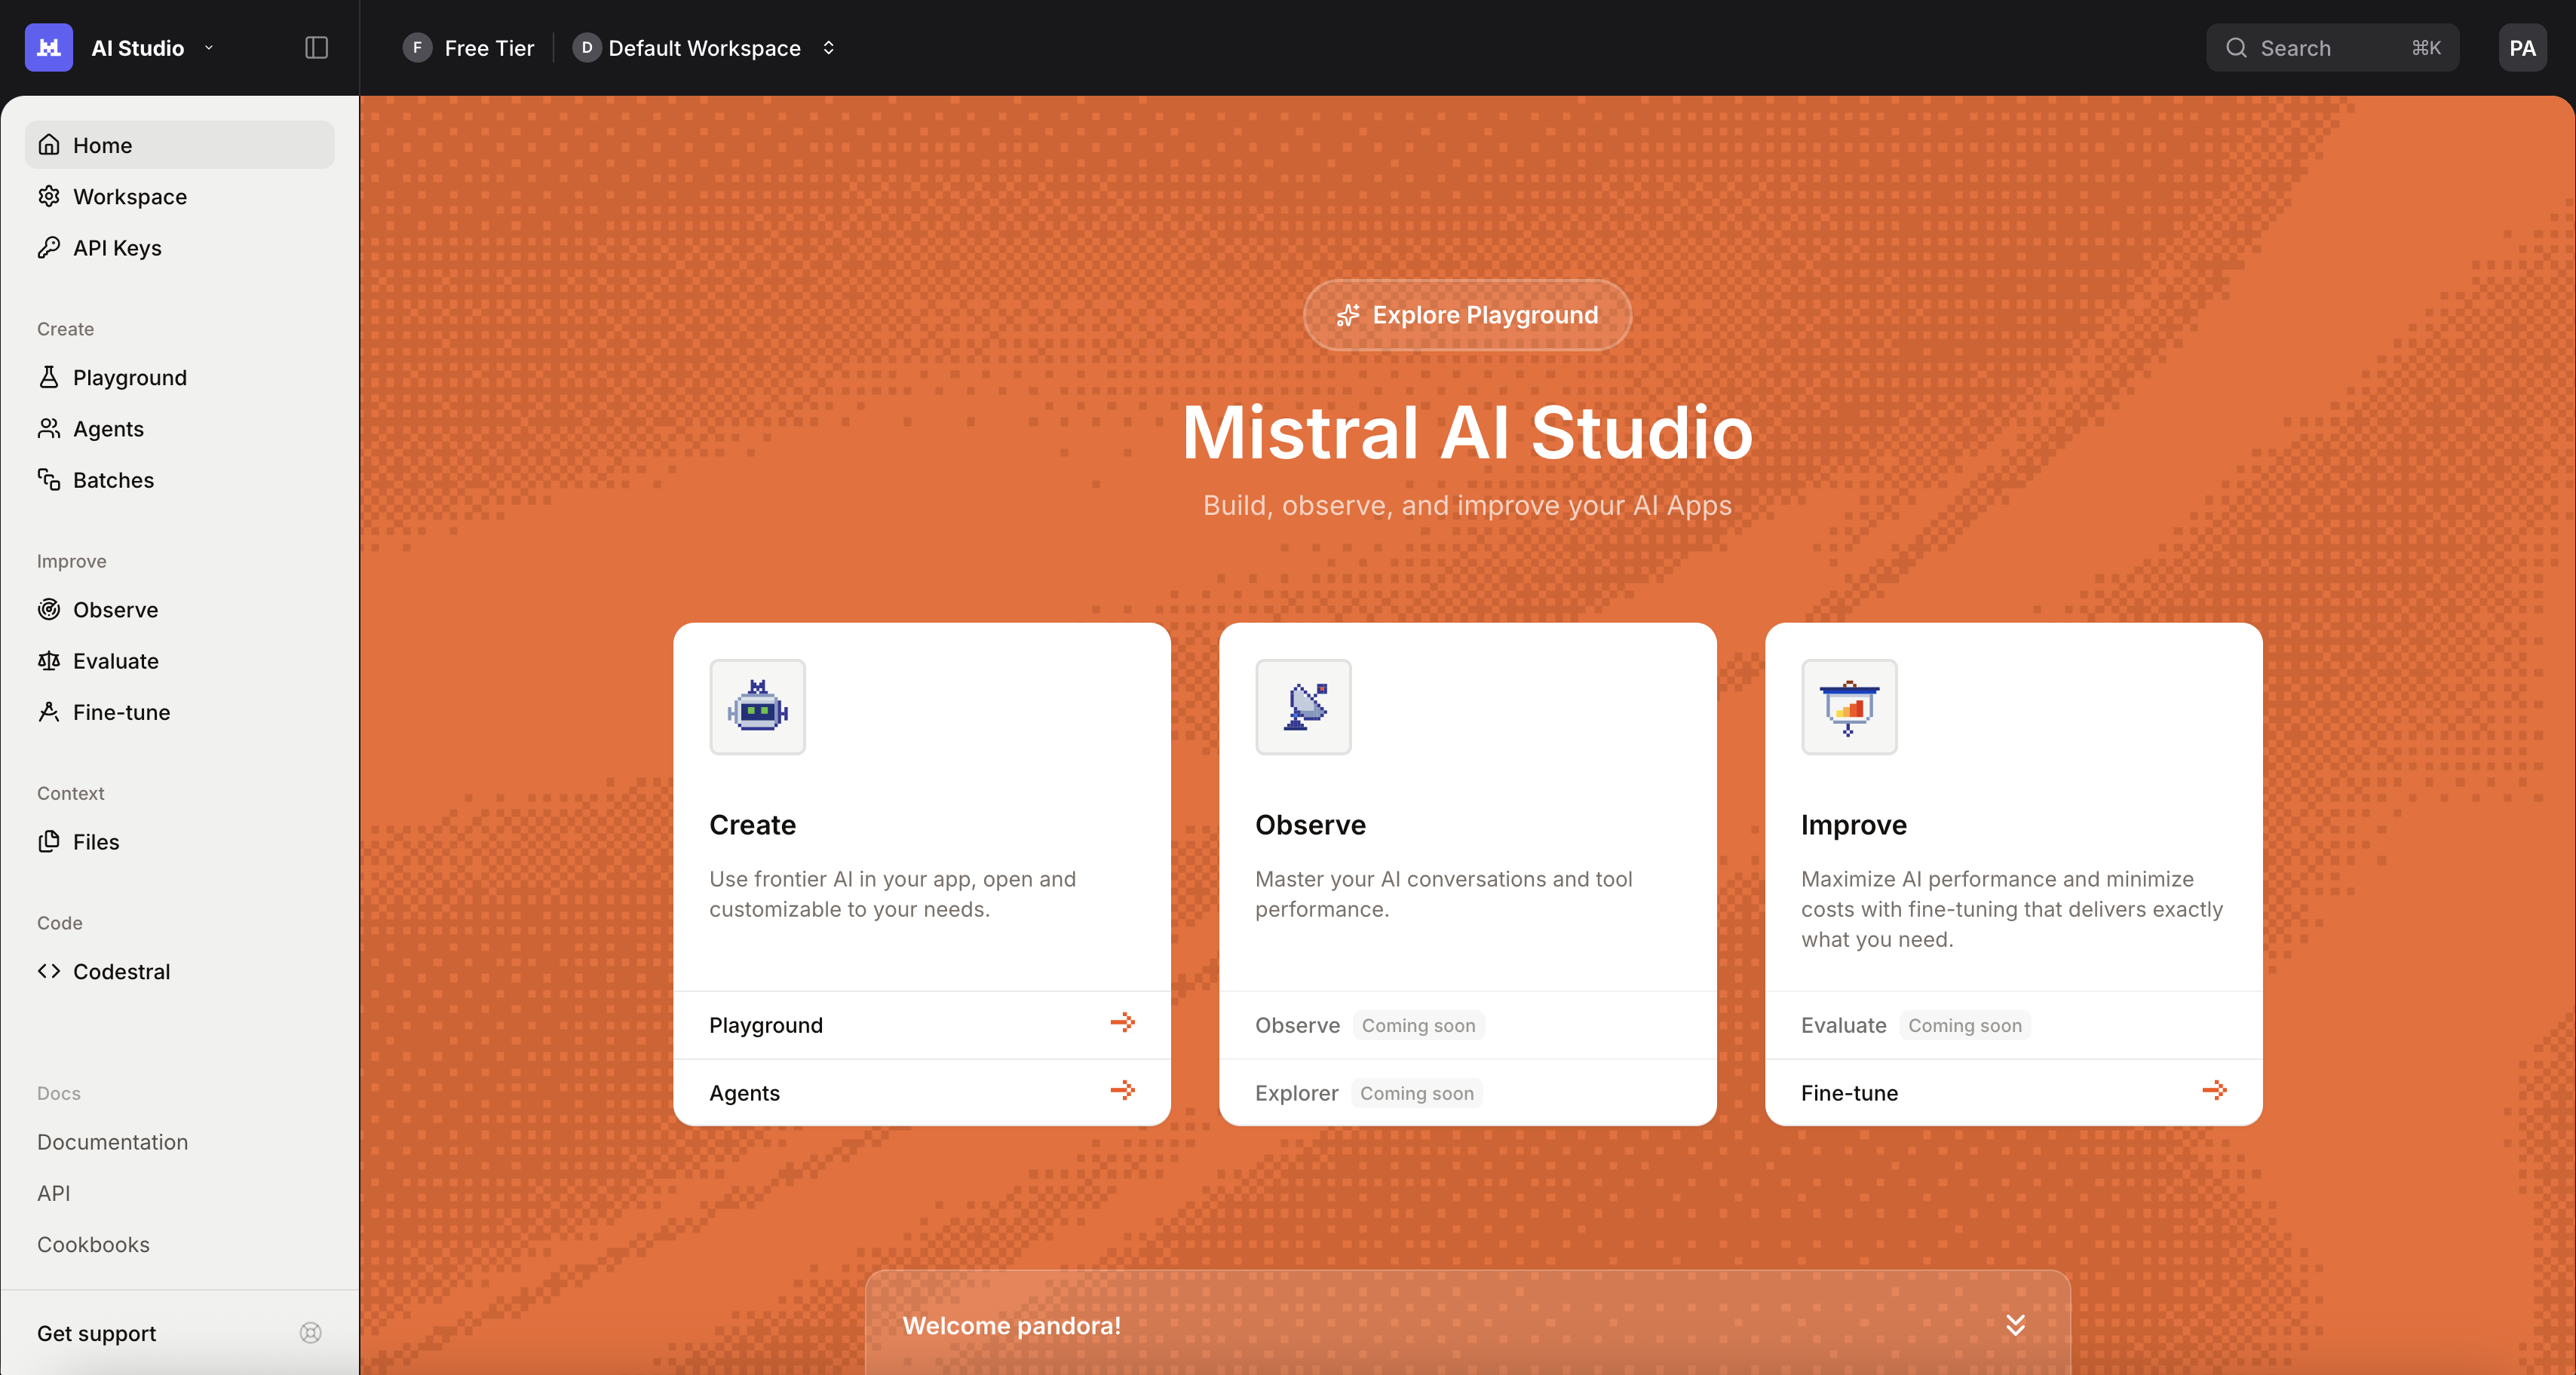 AI Studio
F Free Tier
D Default Workspace
Search ⌘K
PA
Home
Workspace
API Keys
Create
Playground
Agents
Batches
Improve
Observe
Evaluate
Fine-tune
Context
Files
Code
Codestral
Docs
Documentation
API
Cookbooks
Get support
Explore Playground
Mistral AI Studio
Build, observe, and improve your AI Apps
Create
Use frontier AI in your app, open and
customizable to your needs.
Playground
Agents
Observe
Master your AI conversations and tool
performance.
Observe Coming soon
Explorer Coming soon
Improve
Maximize AI performance and minimize
costs with fine-tuning that delivers exactly
what you need.
Evaluate Coming soon
Fine-tune
Welcome pandora!